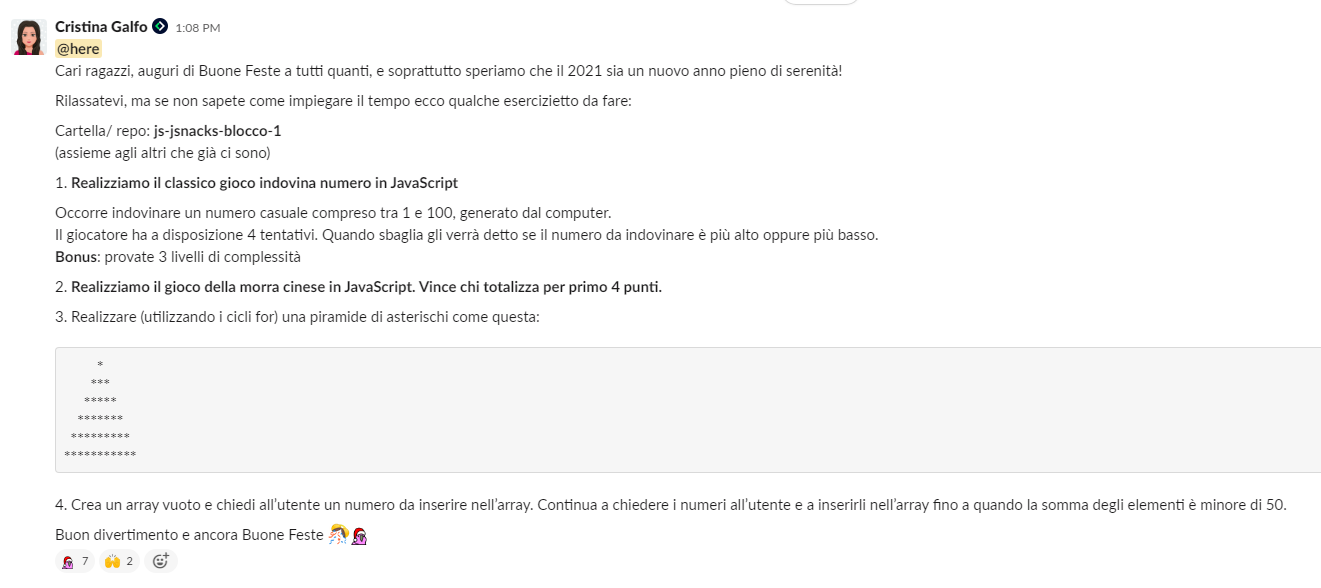 Cristina Galfo 1:08 PM
@here
Cari ragazzi, auguri di Buone Feste a tutti quanti, e soprattutto speriamo che il 2021 sia un nuovo anno pieno di serenità!
Rilassatevi, ma se non sapete come impiegare il tempo ecco qualche esercizietto da fare:
Cartella/ repo: js-jsnacks-blocco-1
(assieme agli altri che già ci sono)
1. Realizziamo il classico gioco indovina numero in JavaScript
Occorre indovinare un numero casuale compreso tra 1 e 100, generato dal computer.
Il giocatore ha a disposizione 4 tentativi. Quando sbaglia gli verrà detto se il numero da indovinare è più alto oppure più basso.
Bonus: provate 3 livelli di complessità
2. Realizziamo il gioco della morra cinese in JavaScript. Vince chi totalizza per primo 4 punti.
3. Realizzare (utilizzando i cicli for) una piramide di asterischi come questa:
     *
    ***
   *****
  *******
 *********
***********
4. Crea un array vuoto e chiedi all'utente un numero da inserire nell'array. Continua a chiedere i numeri all'utente e a inserirli nell'array fino a quando la somma degli elementi è minore di 50.
Buon divertimento e ancora Buone Feste
7 2